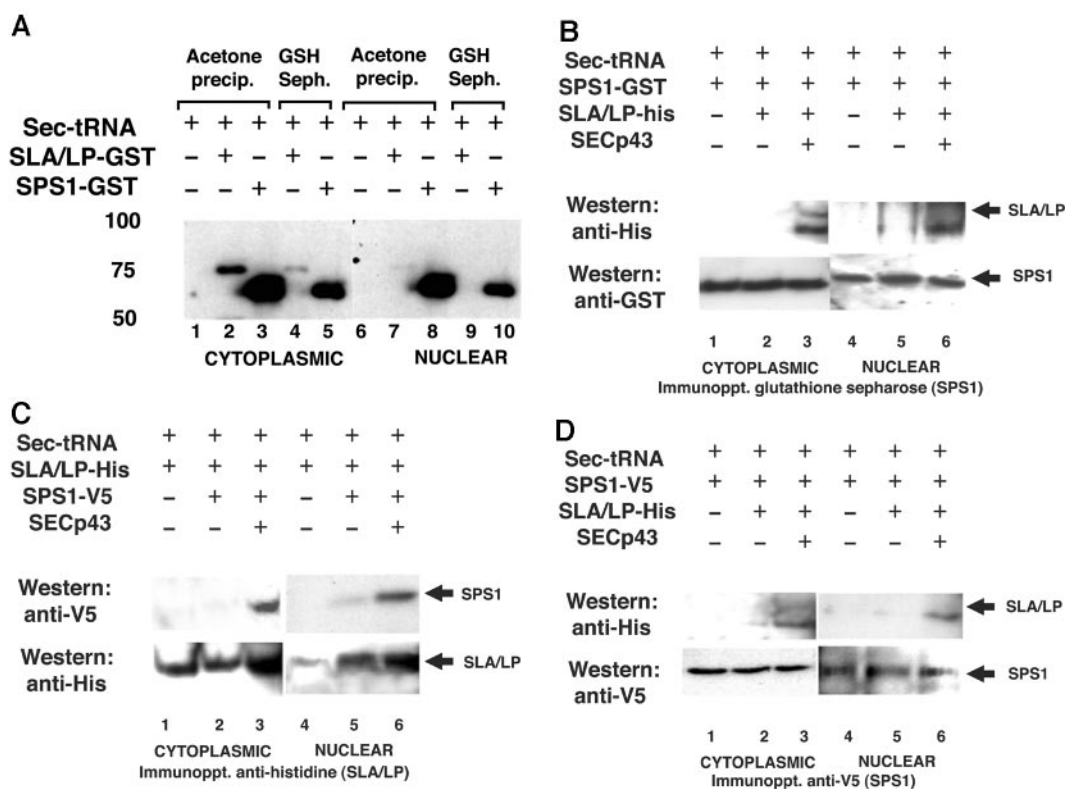 A
Acetone precip.
GSH Seph.
Acetone precip.
GSH Seph.
Sec-tRNA + + + + + + + + + +
SLA/LP-GST – + – + – – + – + –
SPS1-GST – – + – + – – + – +
100
75
50
1 2 3 4 5 6 7 8 9 10
CYTOPLASMIC NUCLEAR
B
Sec-tRNA + + + + + +
SPS1-GST + + + + + +
SLA/LP-his – + + – + +
SECp43 – – + – – +
Western: anti-His
SLA/LP
Western: anti-GST
SPS1
1 2 3 4 5 6
CYTOPLASMIC NUCLEAR
Immunoppt. glutathione sepharose (SPS1)
C
Sec-tRNA + + + + + +
SLA/LP-His + + + + + +
SPS1-V5 – + + – + +
SECp43 – – + – – +
Western: anti-V5
SPS1
Western: anti-His
SLA/LP
1 2 3 4 5 6
CYTOPLASMIC NUCLEAR
Immunoppt. anti-histidine (SLA/LP)
D
Sec-tRNA + + + + + +
SPS1-V5 + + + + + +
SLA/LP-His – + + – + +
SECp43 – – + – – +
Western: anti-His
SLA/LP
Western: anti-V5
SPS1
1 2 3 4 5 6
CYTOPLASMIC NUCLEAR
Immunoppt. anti-V5 (SPS1)